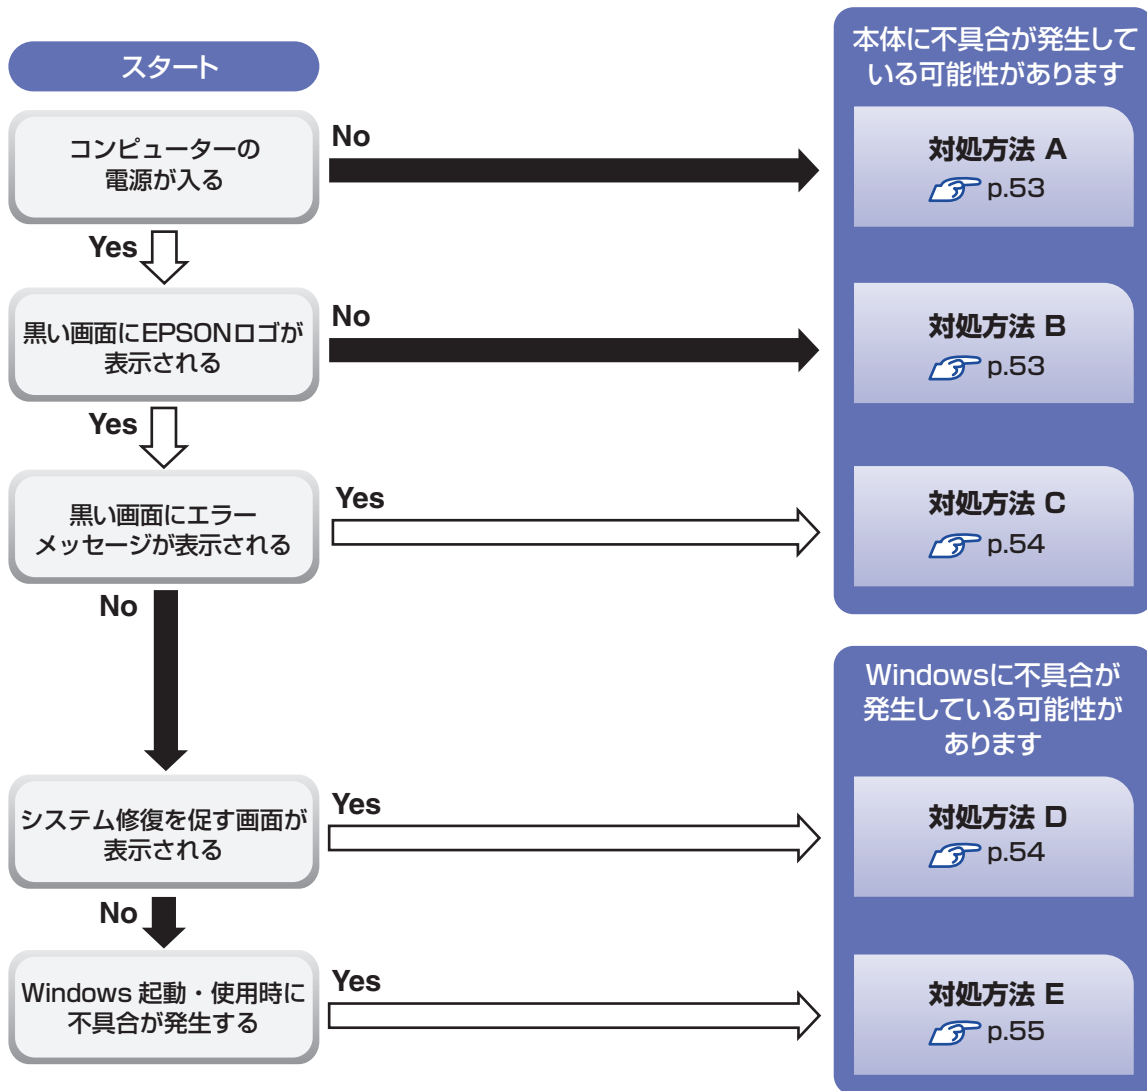 スタート
コンピューターの
電源が入る
No
Yes
黒い画面にEPSONロゴが
表示される
No
Yes
黒い画面にエラー
メッセージが表示される
Yes
No
システム修復を促す画面が
表示される
Yes
No
Windows 起動・使用時に
不具合が発生する
Yes
本体に不具合が発生して
いる可能性があります
対処方法 A
p.53
対処方法 B
p.53
対処方法 C
p.54
Windowsに不具合が
発生している可能性が
あります
対処方法 D
p.54
対処方法 E
p.55